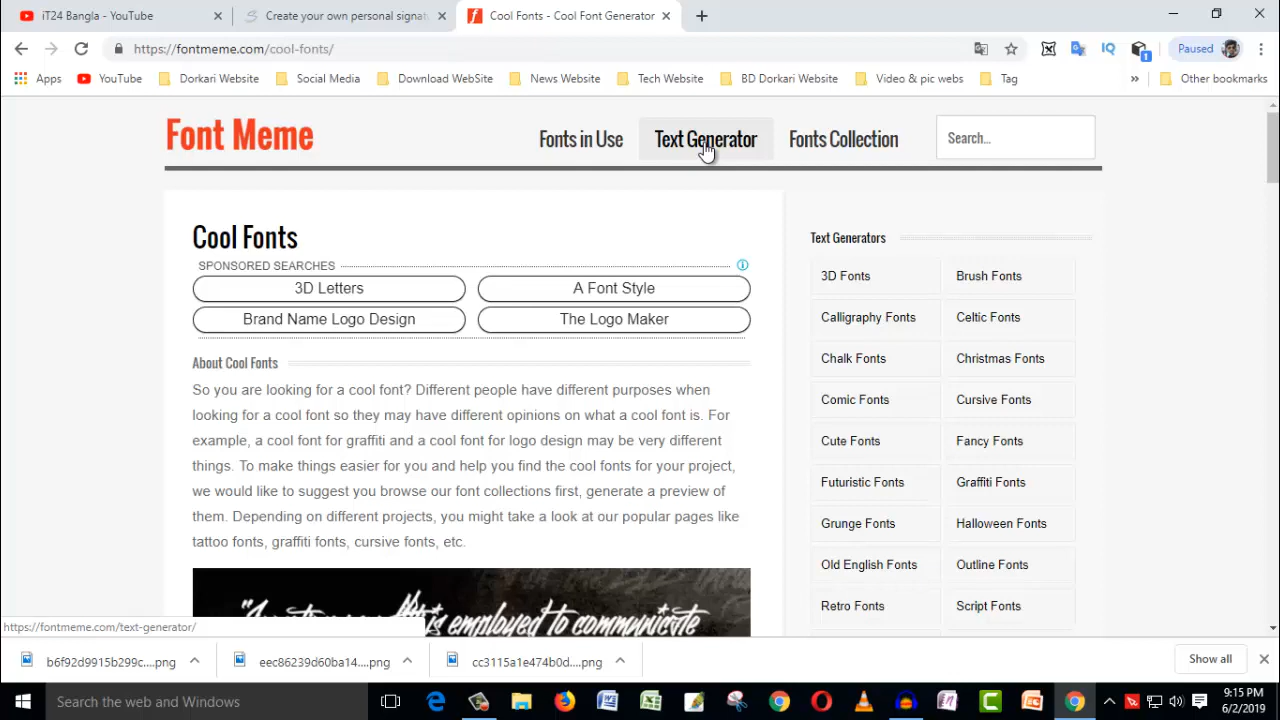 iT24 Bangla - YouTube
Create your own personal signat
Cool Fonts - Cool Font Generator
https://fontmeme.com/cool-fonts/
Paused
Apps
YouTube
Dorkari Website
Social Media
Download WebSite
News Website
Tech Website
BD Dorkari Website
Video & pic webs
Tag
»
Other bookmarks
Font Meme
Fonts in Use
Text Generator
Fonts Collection
Search...
Cool Fonts
SPONSORED SEARCHES
3D Letters
A Font Style
Brand Name Logo Design
The Logo Maker
About Cool Fonts
So you are looking for a cool font? Different people have different purposes when
looking for a cool font so they may have different opinions on what a cool font is. For
example, a cool font for graffiti and a cool font for logo design may be very different
things. To make things easier for you and help you find the cool fonts for your project,
we would like to suggest you browse our font collections first, generate a preview of
them. Depending on different projects, you might take a look at our popular pages like
tattoo fonts, graffiti fonts, cursive fonts, etc.
is employed to communicate
Text Generators
3D Fonts
Brush Fonts
Calligraphy Fonts
Celtic Fonts
Chalk Fonts
Christmas Fonts
Comic Fonts
Cursive Fonts
Cute Fonts
Fancy Fonts
Futuristic Fonts
Graffiti Fonts
Grunge Fonts
Halloween Fonts
Old English Fonts
Outline Fonts
Retro Fonts
Script Fonts
https://fontmeme.com/text-generator/
b6f92d9915b299c....png
eec86239d60ba14....png
cc3115a1e474b0d....png
Show all
Search the web and Windows
9:15 PM
6/2/2019